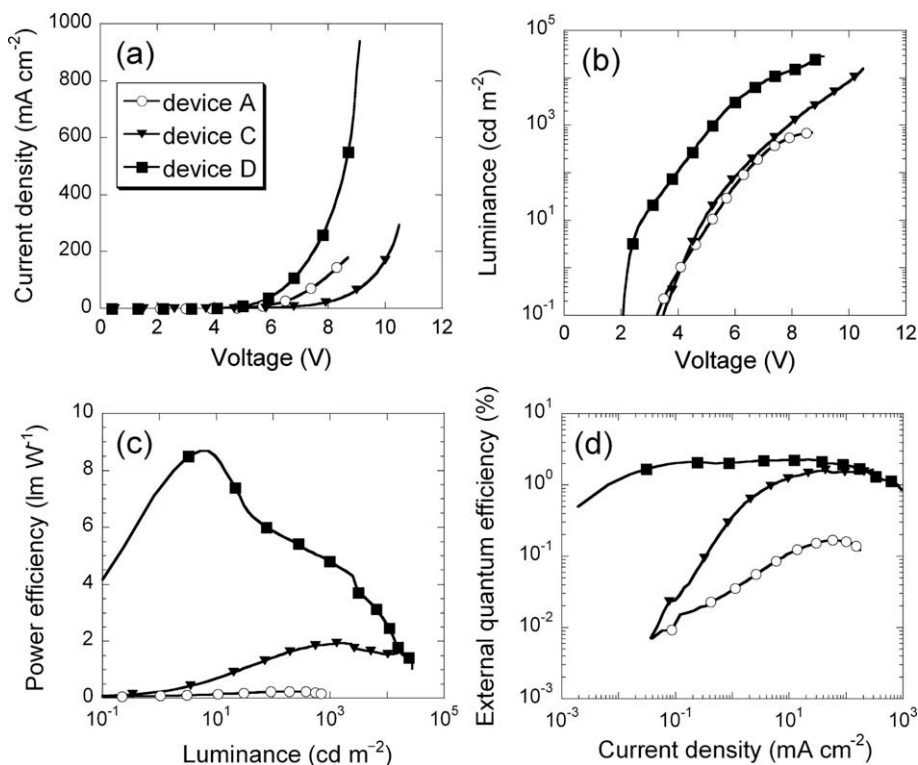 (a)
Current density (mA cm⁻²)
1000
800
600
400
200
0
device A
device C
device D
0 2 4 6 8 10 12
Voltage (V)
(b)
Luminance (cd m⁻²)
10⁵
10³
10¹
10⁻¹
0 2 4 6 8 10 12
Voltage (V)
(c)
Power efficiency (lm W⁻¹)
10
8
6
4
2
0
10⁻¹ 10¹ 10³ 10⁵
Luminance (cd m⁻²)
(d)
External quantum efficiency (%)
10¹
10⁰
10⁻¹
10⁻²
10⁻³
10⁻³ 10⁻¹ 10¹ 10³
Current density (mA cm⁻²)